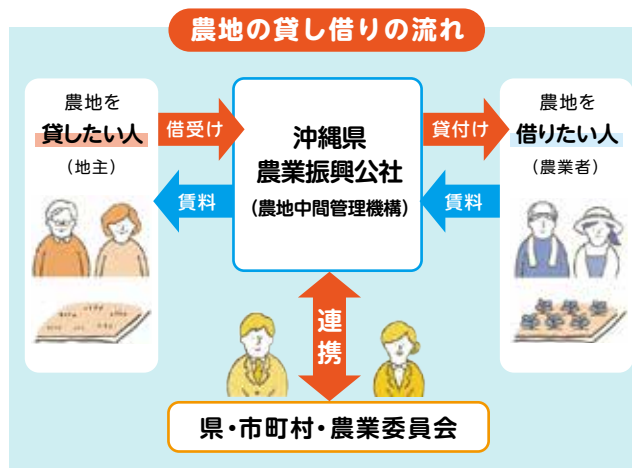 農地の貸し借りの流れ
農地を
貸したい人
(地主)
借受け
賃料
沖縄県
農業振興公社
(農地中間管理機構)
貸付け
賃料
農地を
借りたい人
(農業者)
連携
県・市町村・農業委員会